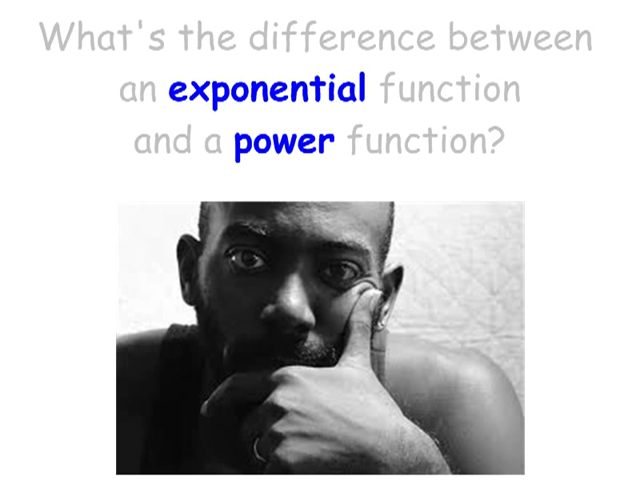 What's the difference between
an exponential function
and a power function?